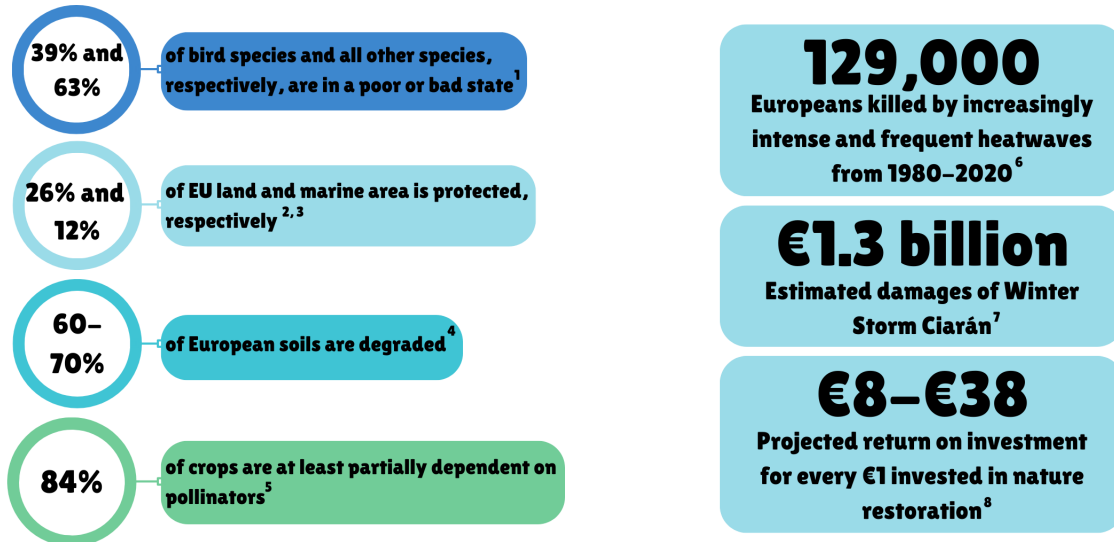 39% and
63%
of bird species and all other species,
respectively, are in a poor or bad state¹
26% and
12%
of EU land and marine area is protected,
respectively ²,³
60–
70%
of European soils are degraded⁴
84%
of crops are at least partially dependent on
pollinators⁵
129,000
Europeans killed by increasingly
intense and frequent heatwaves
from 1980–2020⁶
€1.3 billion
Estimated damages of Winter
Storm Ciarán⁷
€8–€38
Projected return on investment
for every €1 invested in nature
restoration⁸